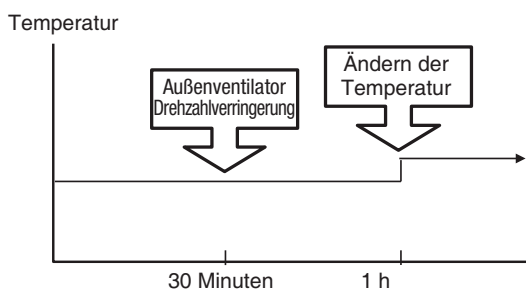 Temperatur
Außenventilator
Drehzahlverringerung
Ändern der
Temperatur
30 Minuten
1 h